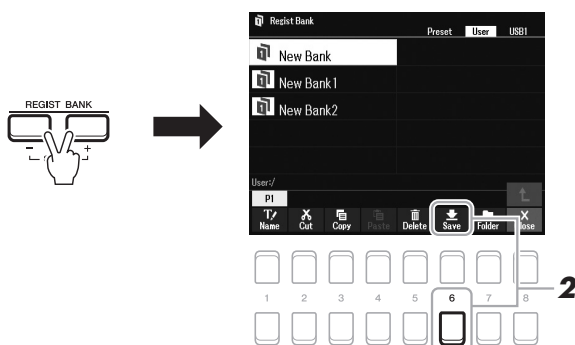 Regist Bank
Preset User USB1
New Bank
New Bank1
New Bank2
REGIST BANK
- +
User:/
P1
Name Cut Copy Paste Delete Save Folder
1 2 3 4 5 6 7 8
2